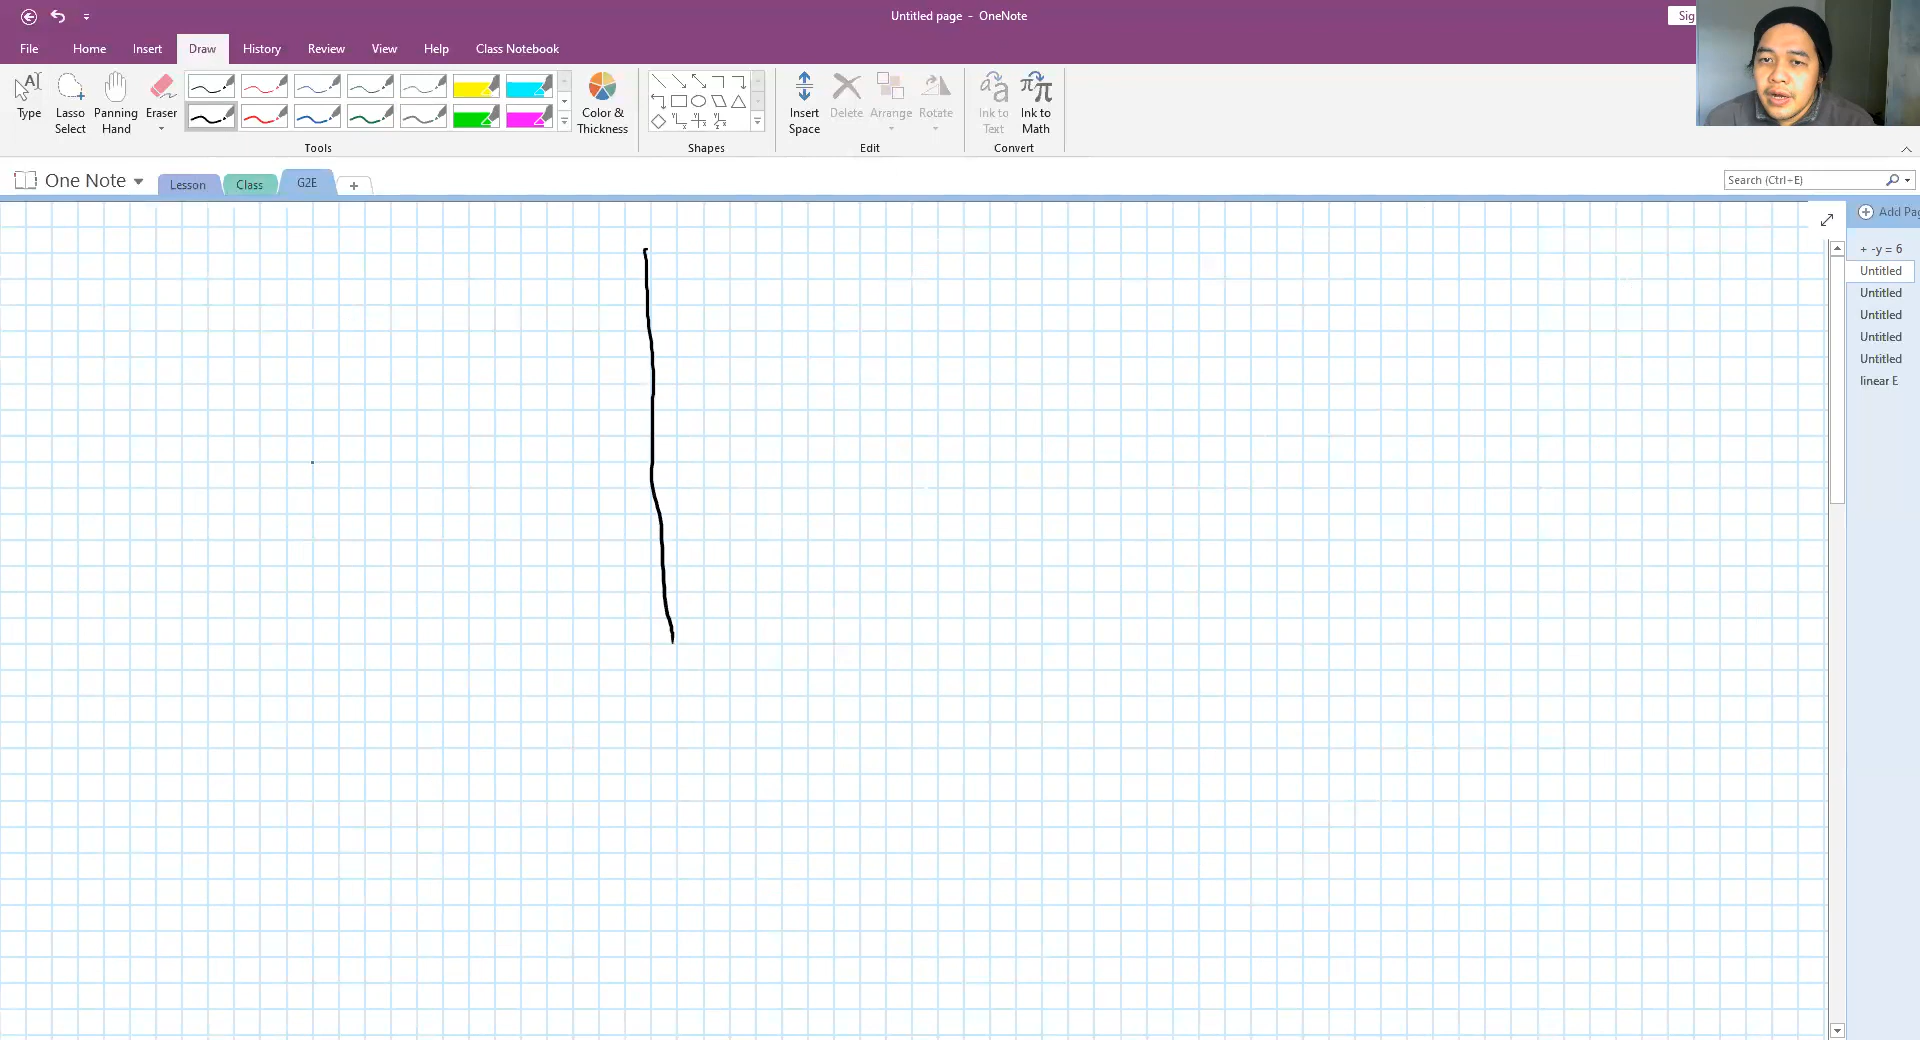 Untitled page - OneNote
File Home Insert Draw History Review View Help Class Notebook
Type
Lasso Select
Panning Hand
Eraser
Color & Thickness
Insert Space
Delete
Arrange
Rotate
Ink to Text
Ink to Math
Tools
Shapes
Edit
Convert
One Note
Lesson
Class
G2E
Search (Ctrl+E)
Add Pag
+ -y = 6
Untitled
Untitled
Untitled
Untitled
Untitled
linear E